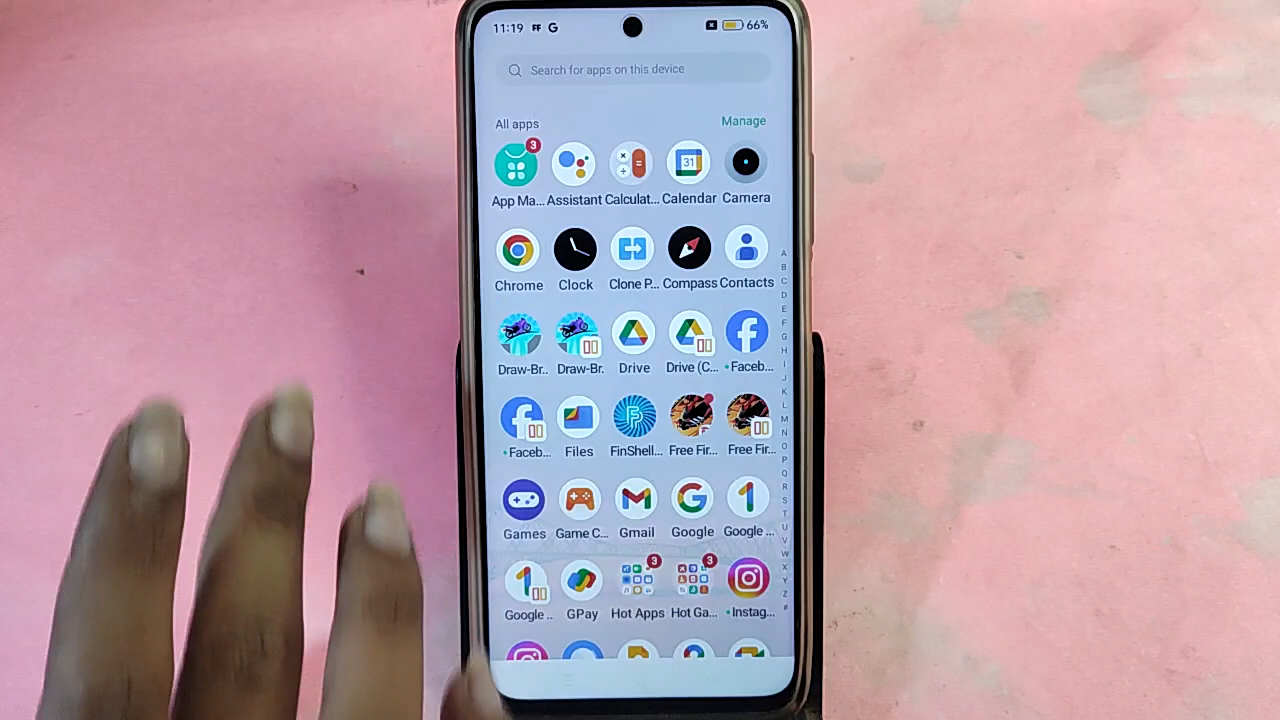 11:19 FF G 66%
Search for apps on this device
All apps Manage
3
31
App Ma... Assistant Calculat... Calendar Camera
Chrome Clock Clone P... Compass Contacts
Draw-Br.. Draw-Br. Drive Drive (C... Faceb...
Faceb... Files FinShell... Free Fir... Free Fir...
Games Game C... Gmail Google Google ...
3 3
Google .. GPay Hot Apps Hot Ga... Instag...
A
B
C
D
E
F
G
H
I
J
K
L
M
N
O
P
Q
R
S
T
U
V
W
X
Y
Z
#